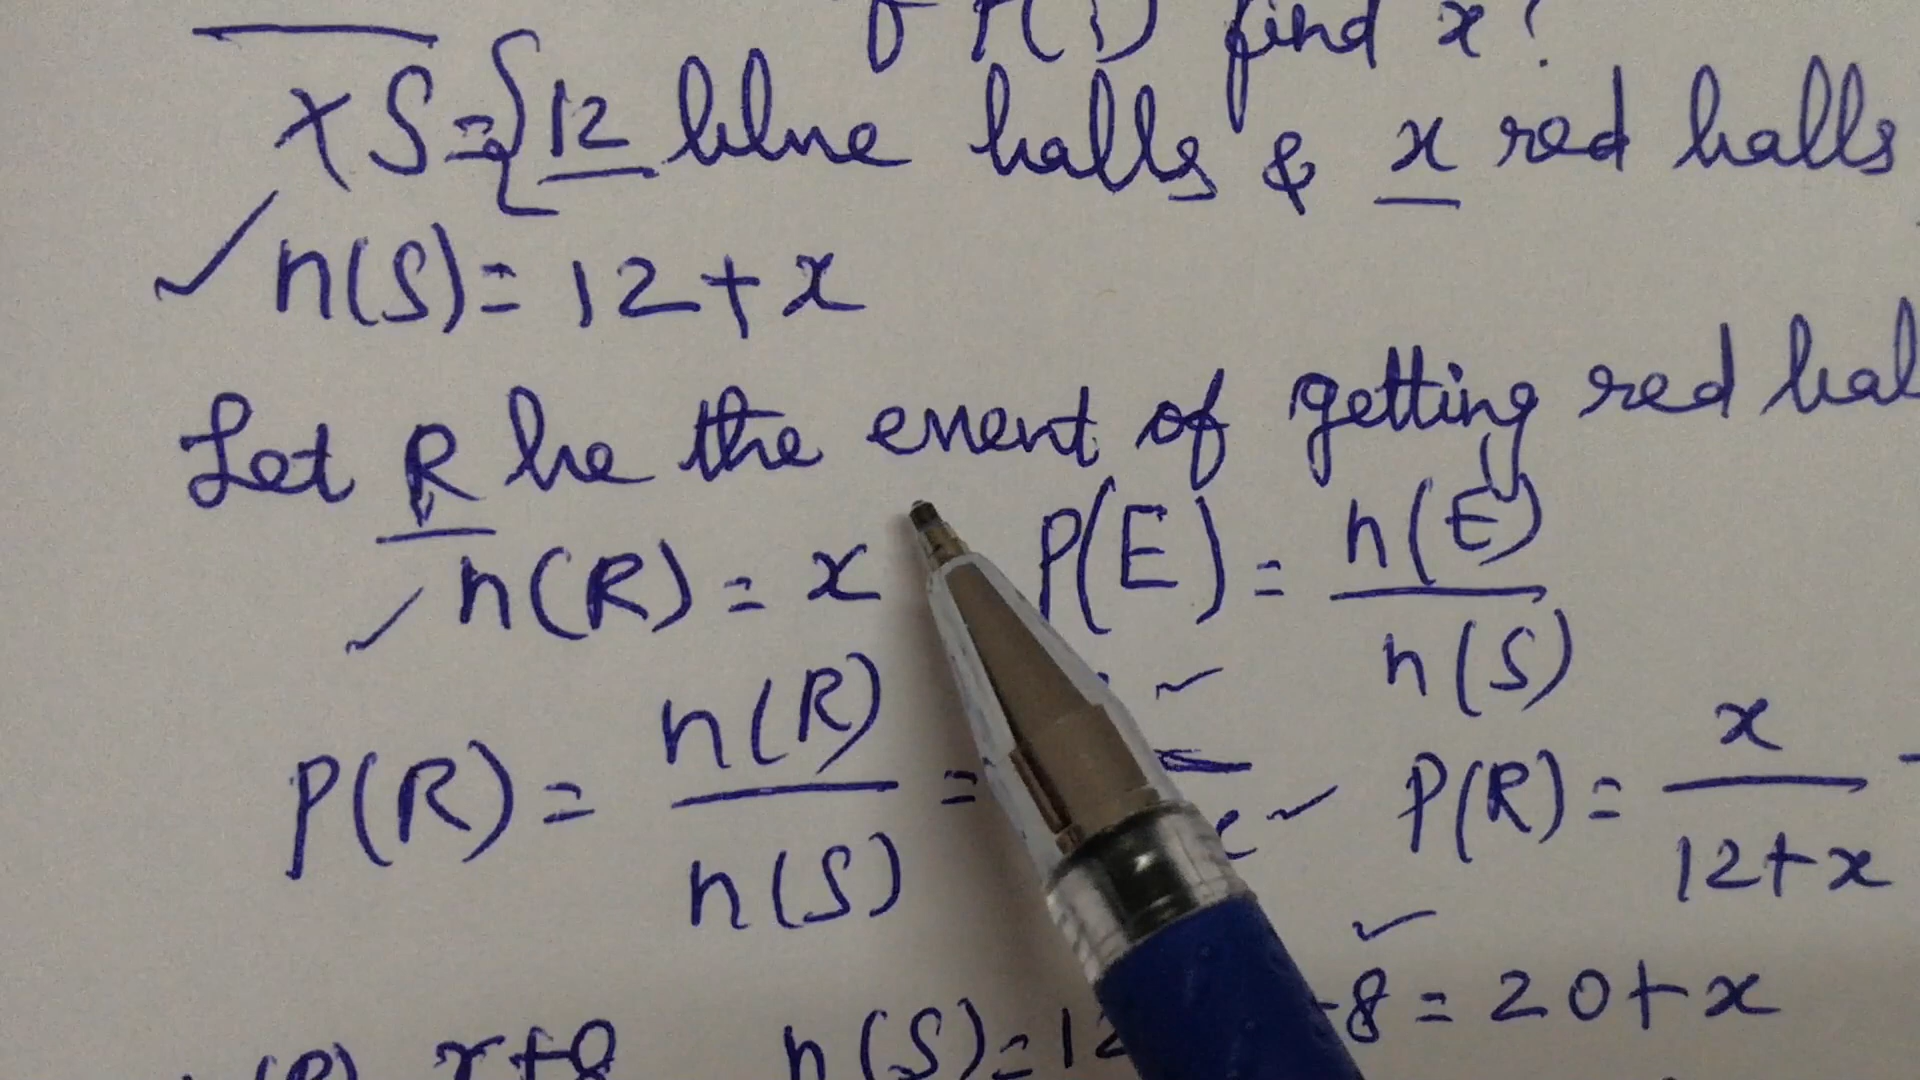 of P(i) find x?
S={12 blue balls & x red balls
✓ n(S) = 12 + x
Let R be the event of getting red bal
✓ n(R) = x P(E) = n(E) / n(S)
P(R) = n(R) / n(S) = ✓ P(R) = x / 12+x
x+8 n(S) = 12 8 = 20 + x